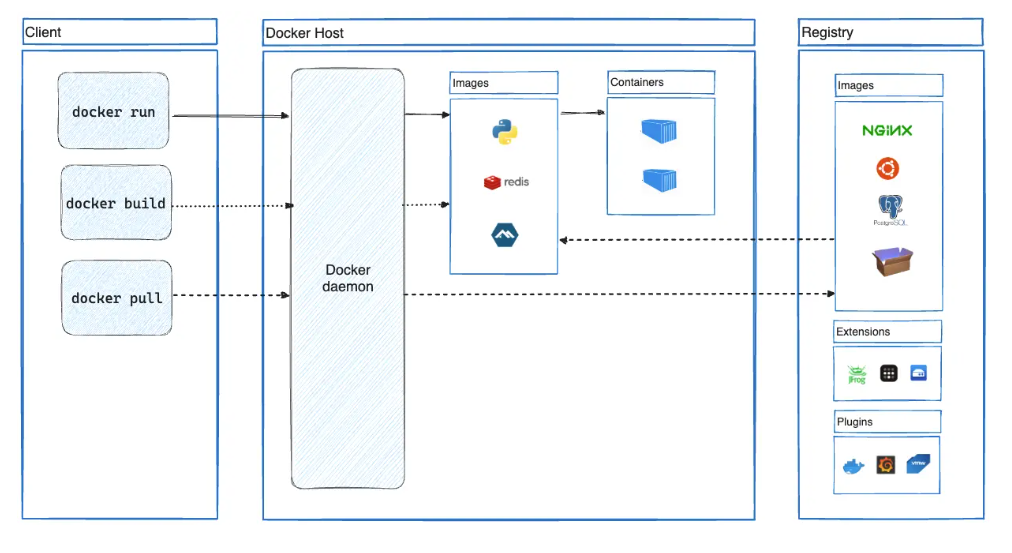 Client
docker run
docker build
docker pull
Docker Host
Docker
daemon
Images
redis
Containers
Registry
Images
NGINX
PostgreSQL
Extensions
JFrog
Plugins